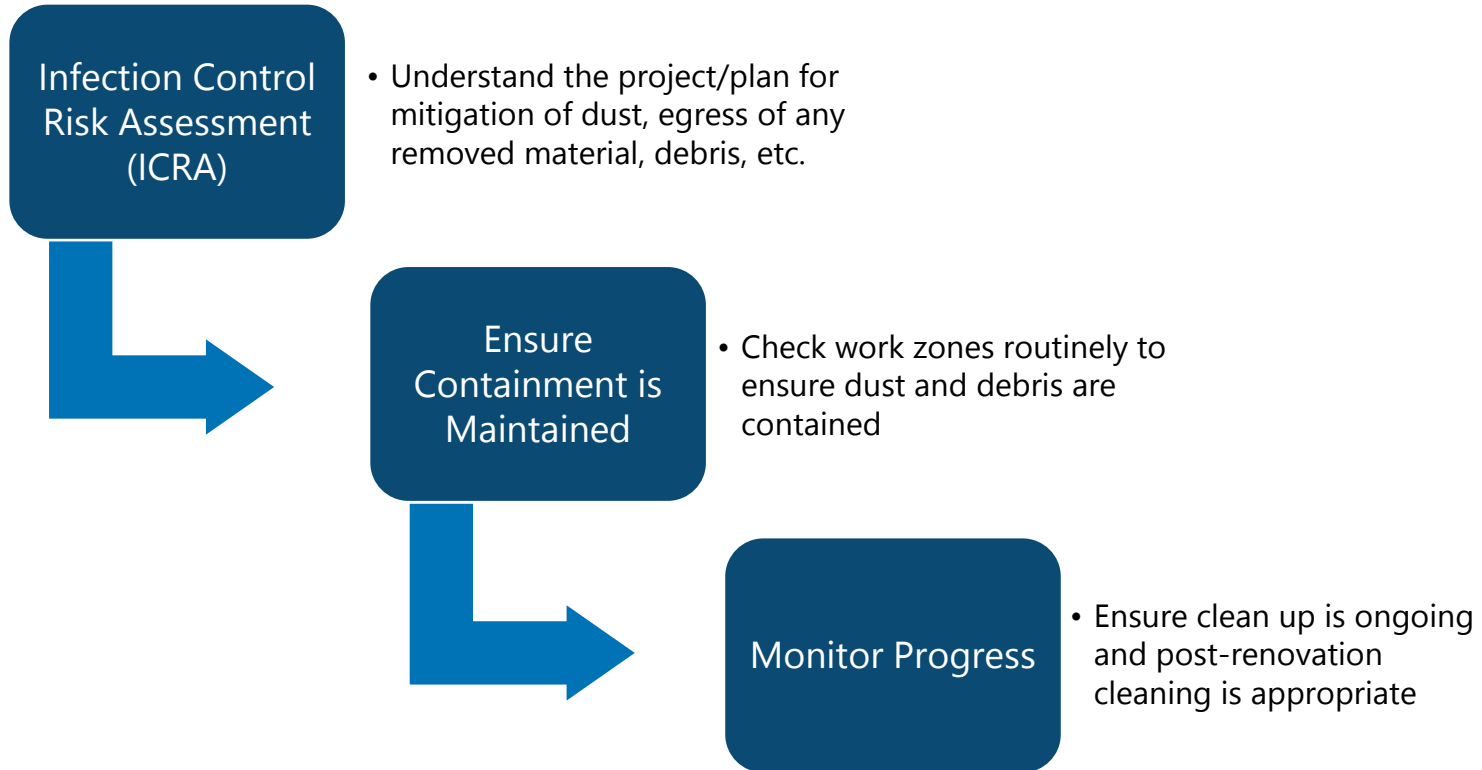 Infection Control
Risk Assessment
(ICRA)
• Understand the project/plan for
mitigation of dust, egress of any
removed material, debris, etc.
Ensure
Containment is
Maintained
• Check work zones routinely to
ensure dust and debris are
contained
Monitor Progress
• Ensure clean up is ongoing
and post-renovation
cleaning is appropriate